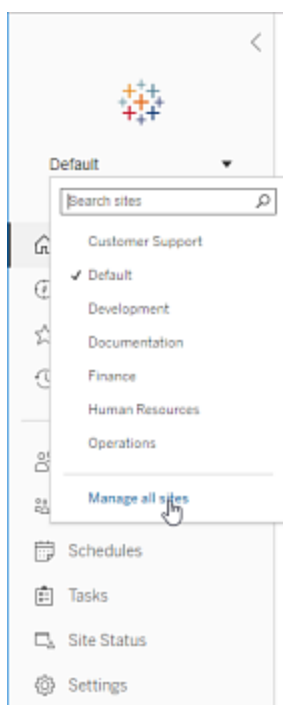 Default
Search sites
Customer Support
Default
Development
Documentation
Finance
Human Resources
Operations
Manage all sites
Schedules
Tasks
Site Status
Settings